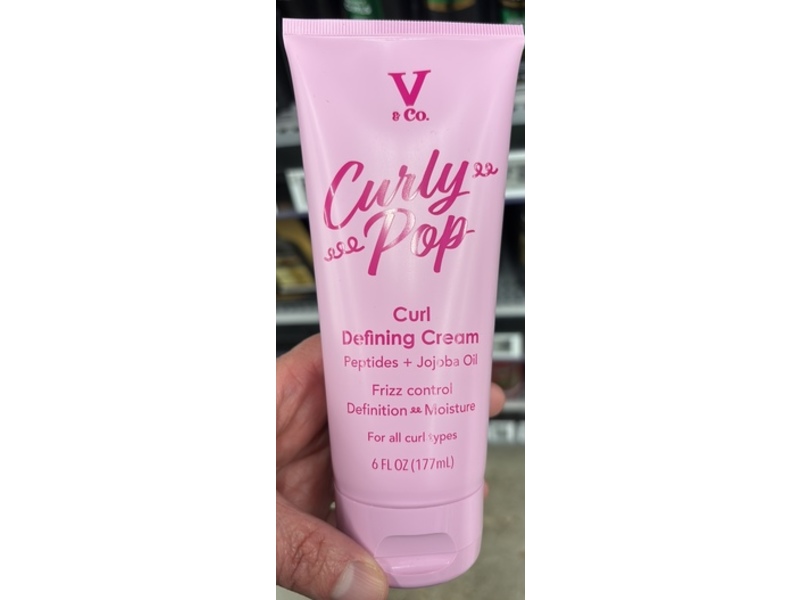 V
& Co.
Curly
Pop
Curl
Defining Cream
Peptides + Jojoba Oil
Frizz control
Definition Moisture
For all curl types
6 FL OZ (177mL)